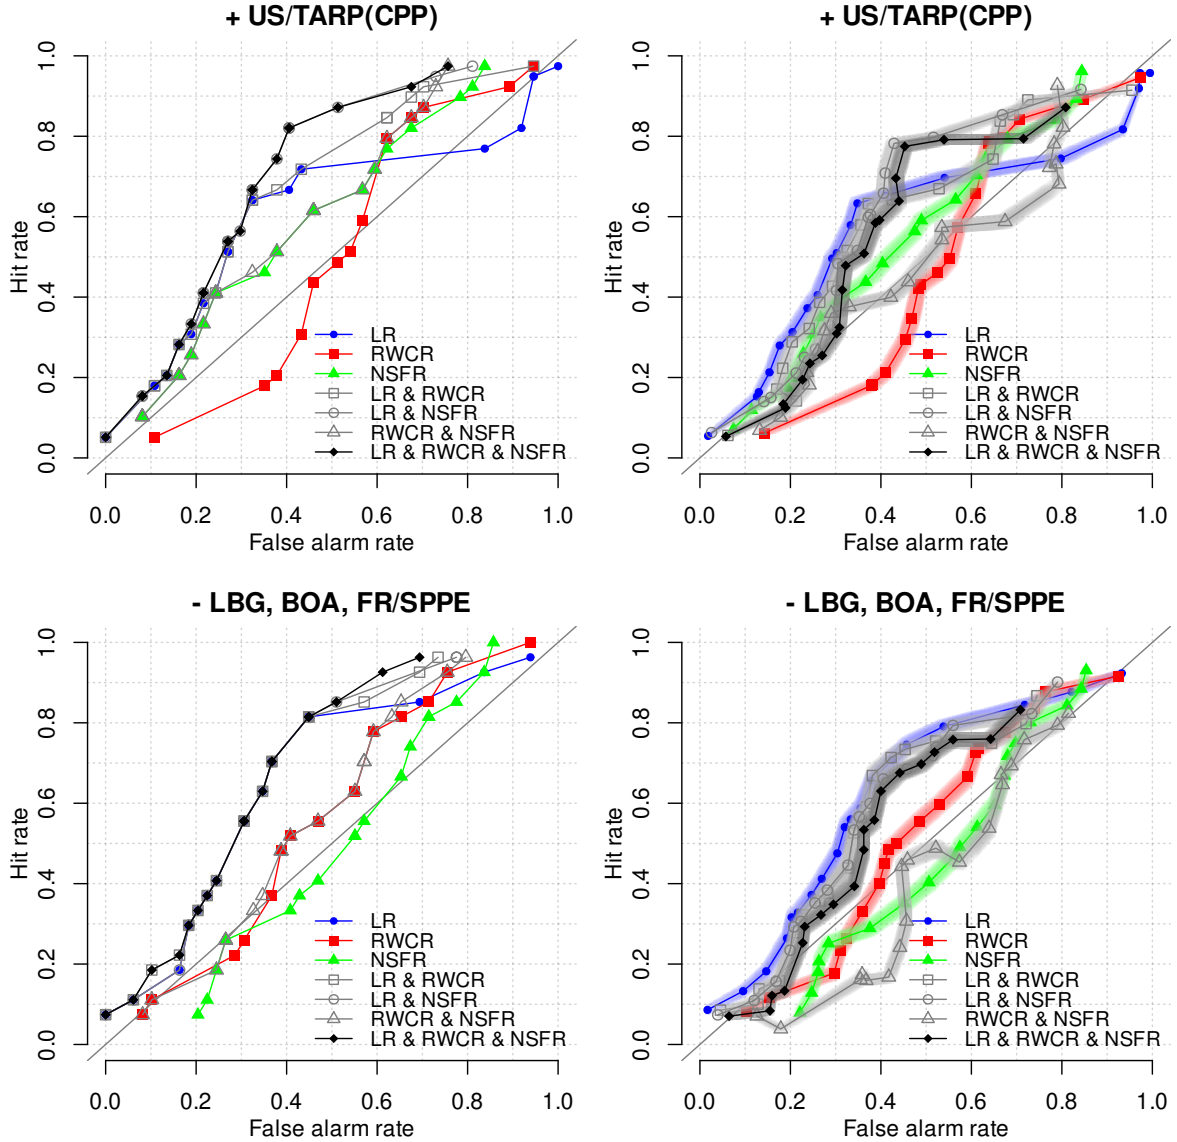 + US/TARP(CPP)
Hit rate
0.0 0.2 0.4 0.6 0.8 1.0
LR
RWCR
NSFR
LR & RWCR
LR & NSFR
RWCR & NSFR
LR & RWCR & NSFR
0.0 0.2 0.4 0.6 0.8 1.0
False alarm rate
+ US/TARP(CPP)
Hit rate
0.0 0.2 0.4 0.6 0.8 1.0
LR
RWCR
NSFR
LR & RWCR
LR & NSFR
RWCR & NSFR
LR & RWCR & NSFR
0.0 0.2 0.4 0.6 0.8 1.0
False alarm rate
- LBG, BOA, FR/SPPE
Hit rate
0.0 0.2 0.4 0.6 0.8 1.0
LR
RWCR
NSFR
LR & RWCR
LR & NSFR
RWCR & NSFR
LR & RWCR & NSFR
0.0 0.2 0.4 0.6 0.8 1.0
False alarm rate
- LBG, BOA, FR/SPPE
Hit rate
0.0 0.2 0.4 0.6 0.8 1.0
LR
RWCR
NSFR
LR & RWCR
LR & NSFR
RWCR & NSFR
LR & RWCR & NSFR
0.0 0.2 0.4 0.6 0.8 1.0
False alarm rate